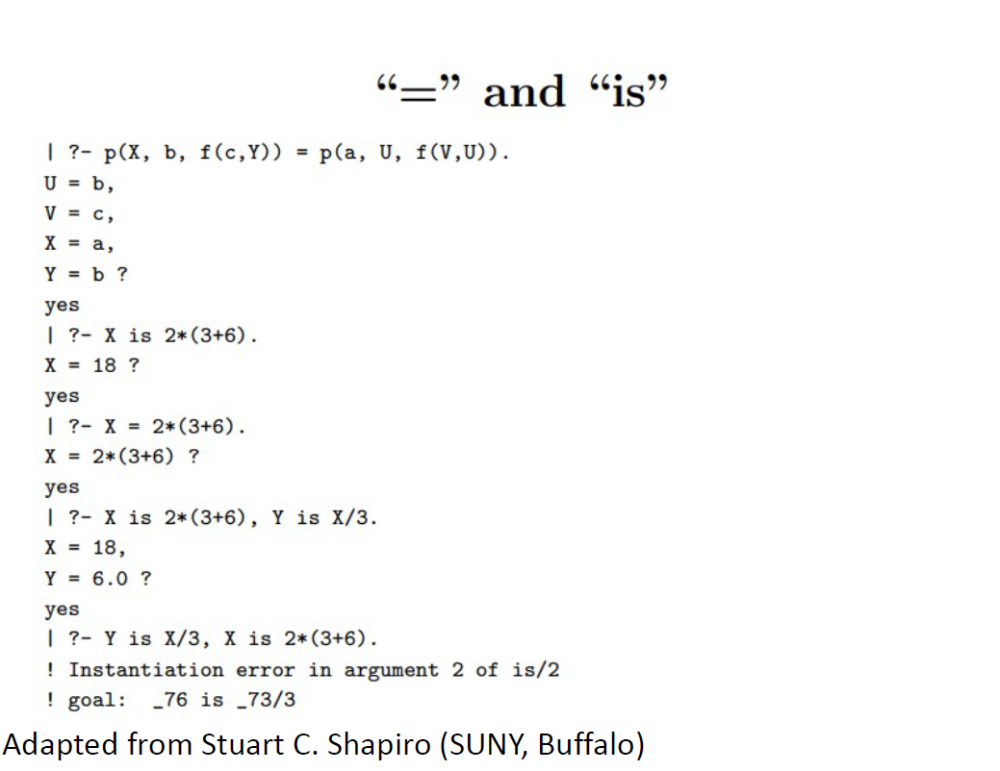 “=” and “is”
| ?- p(X, b, f(c,Y)) = p(a, U, f(V,U)).
U = b,
V = c,
X = a,
Y = b ?
yes
| ?- X is 2*(3+6).
X = 18 ?
yes
| ?- X = 2*(3+6).
X = 2*(3+6) ?
yes
| ?- X is 2*(3+6), Y is X/3.
X = 18,
Y = 6.0 ?
yes
| ?- Y is X/3, X is 2*(3+6).
! Instantiation error in argument 2 of is/2
! goal:  _76 is _73/3
Adapted from Stuart C. Shapiro (SUNY, Buffalo)